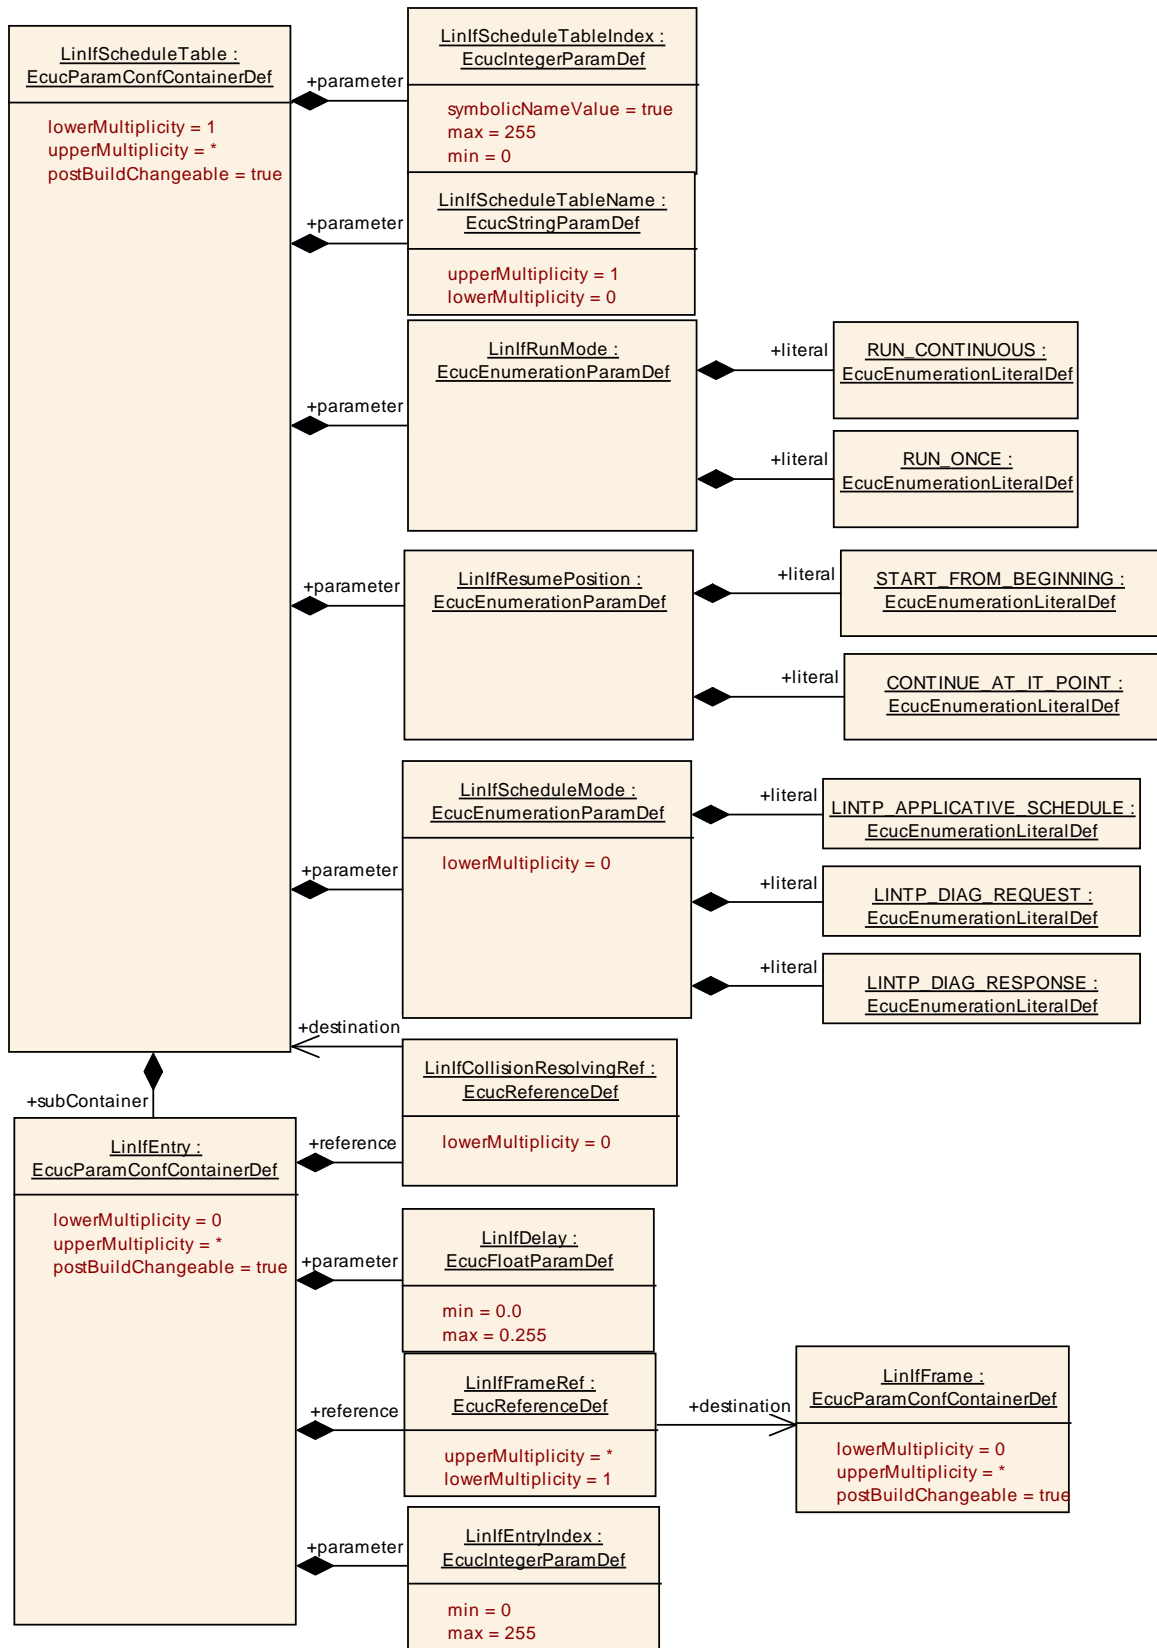 LinIfScheduleTable :
EcucParamConfContainerDef
lowerMultiplicity = 1
upperMultiplicity = *
postBuildChangeable = true
+parameter
LinIfScheduleTableIndex :
EcucIntegerParamDef
symbolicNameValue = true
max = 255
min = 0
+parameter
LinIfScheduleTableName :
EcucStringParamDef
upperMultiplicity = 1
lowerMultiplicity = 0
+parameter
LinIfRunMode :
EcucEnumerationParamDef
+literal
RUN_CONTINUOUS :
EcucEnumerationLiteralDef
+literal
RUN_ONCE :
EcucEnumerationLiteralDef
+parameter
LinIfResumePosition :
EcucEnumerationParamDef
+literal
START_FROM_BEGINNING :
EcucEnumerationLiteralDef
+literal
CONTINUE_AT_IT_POINT :
EcucEnumerationLiteralDef
+parameter
LinIfScheduleMode :
EcucEnumerationParamDef
lowerMultiplicity = 0
+literal
LINTP_APPLICATIVE_SCHEDULE :
EcucEnumerationLiteralDef
+literal
LINTP_DIAG_REQUEST :
EcucEnumerationLiteralDef
+literal
LINTP_DIAG_RESPONSE :
EcucEnumerationLiteralDef
+destination
LinIfCollisionResolvingRef :
EcucReferenceDef
lowerMultiplicity = 0
+subContainer
LinIfEntry :
EcucParamConfContainerDef
lowerMultiplicity = 0
upperMultiplicity = *
postBuildChangeable = true
+reference
+parameter
LinIfDelay :
EcucFloatParamDef
min = 0.0
max = 0.255
+reference
LinIfFrameRef :
EcucReferenceDef
upperMultiplicity = *
lowerMultiplicity = 1
+destination
LinIfFrame :
EcucParamConfContainerDef
lowerMultiplicity = 0
upperMultiplicity = *
postBuildChangeable = true
+parameter
LinIfEntryIndex :
EcucIntegerParamDef
min = 0
max = 255